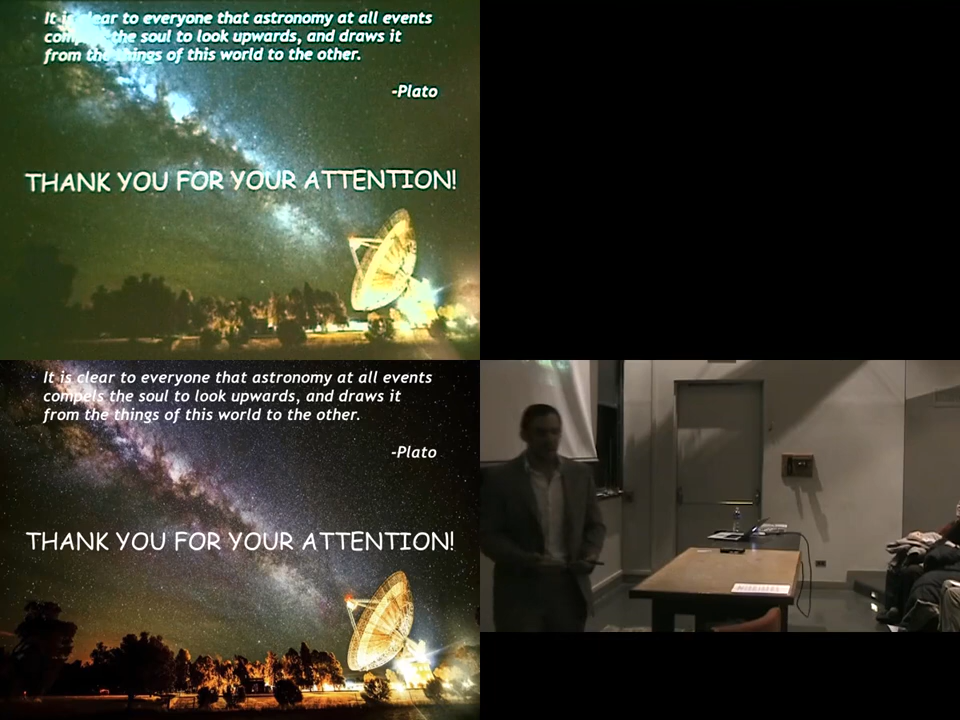 It is clear to everyone that astronomy at all events
compels the soul to look upwards, and draws it
from the things of this world to the other.
-Plato
THANK YOU FOR YOUR ATTENTION!
It is clear to everyone that astronomy at all events
compels the soul to look upwards, and draws it
from the things of this world to the other.
-Plato
THANK YOU FOR YOUR ATTENTION!